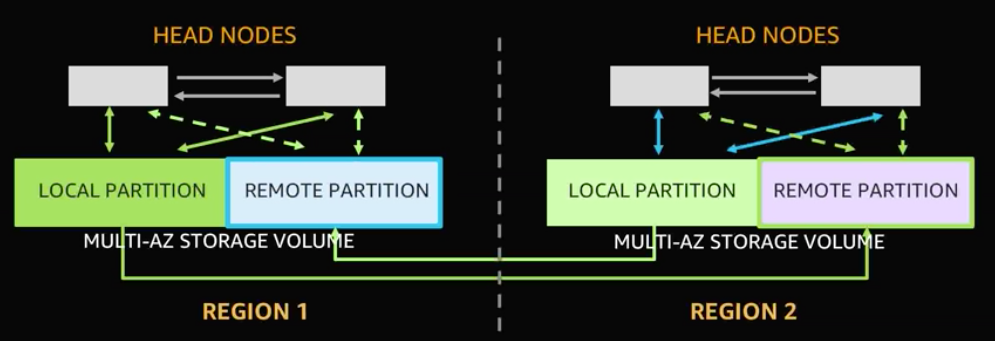 HEAD NODES
HEAD NODES
LOCAL PARTITION
REMOTE PARTITION
LOCAL PARTITION
REMOTE PARTITION
MULTI-AZ STORAGE VOLUME
MULTI-AZ STORAGE VOLUME
REGION 1
REGION 2